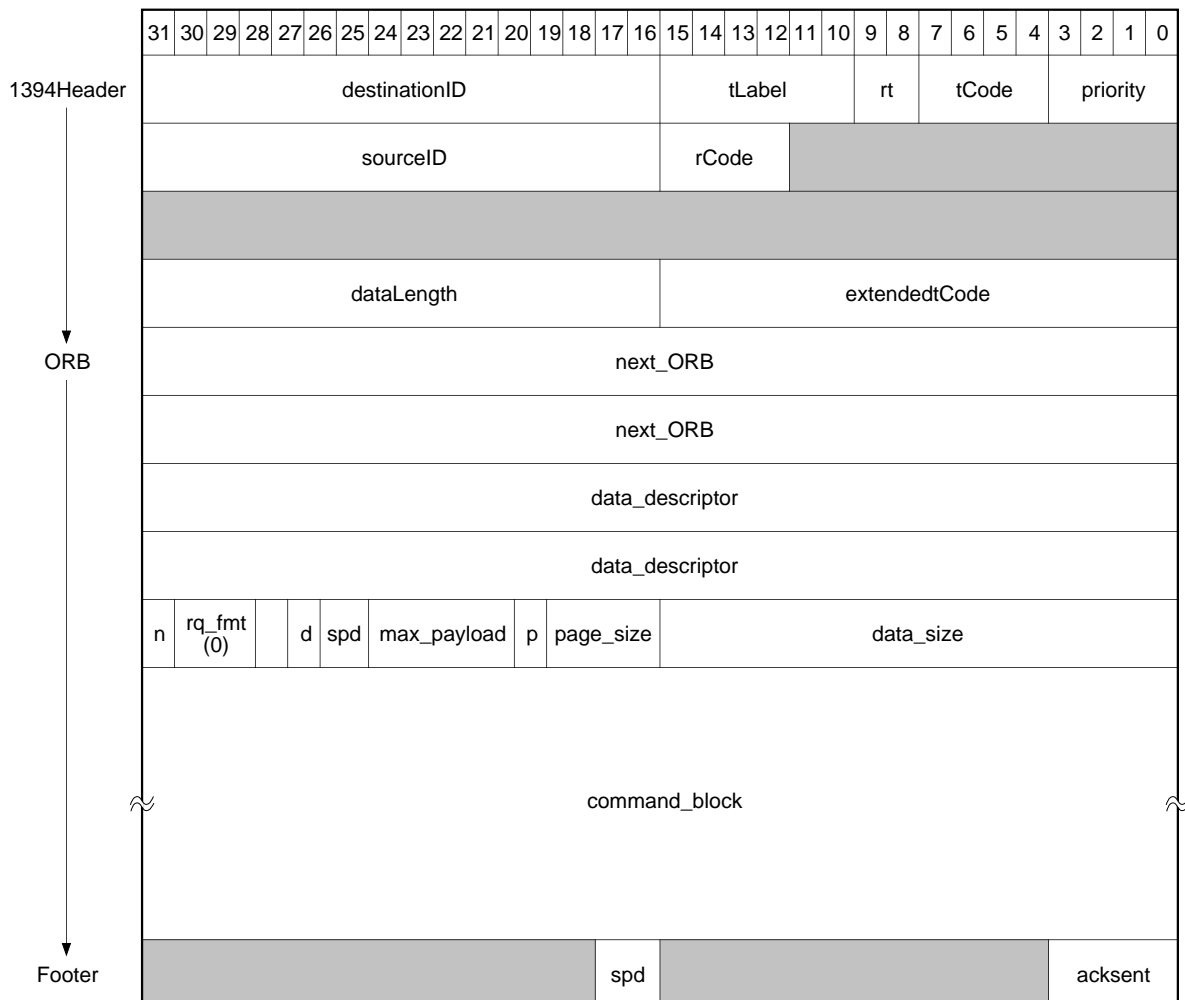 31 30 29 28 27 26 25 24 23 22 21 20 19 18 17 16 15 14 13 12 11 10 9 8 7 6 5 4 3 2 1 0
1394Header destinationID tLabel rt tCode priority
sourceID rCode
dataLength extendedtCode
ORB next_ORB
next_ORB
data_descriptor
data_descriptor
n rq_fmt (0) d spd max_payload p page_size data_size
command_block
Footer spd acksent